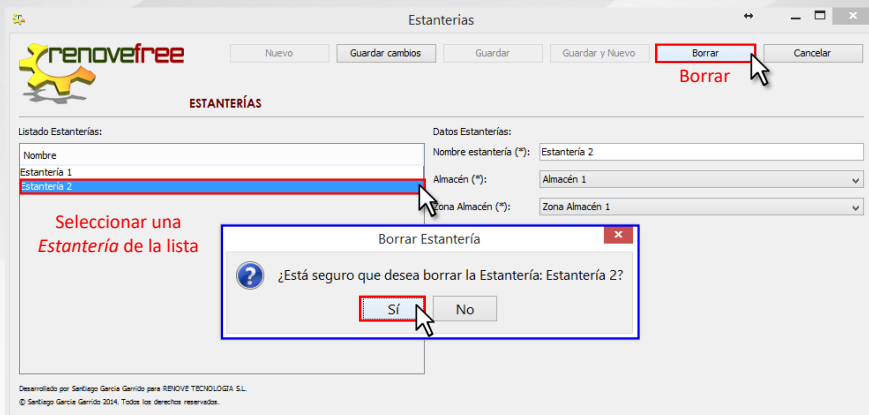 Estanterias
renovefree
Nuevo
Guardar cambios
Guardar
Guardar y Nuevo
Borrar
Cancelar
Borrar
ESTANTERÍAS
Listado Estanterías:
Datos Estanterías:
Nombre
Nombre estantería (*):
Estantería 2
Estantería 1
Estantería 2
Almacén (*):
Almacén 1
Zona Almacén (*):
Zona Almacén 1
Seleccionar una
Estantería de la lista
Borrar Estantería
¿Está seguro que desea borrar la Estantería: Estantería 2?
Sí
No
Desarrollado por Santiago Garcia Garrido para RENOVE TECNOLOGIA S.L.
© Santiago Garcia Garrido 2014. Todos los derechos reservados.